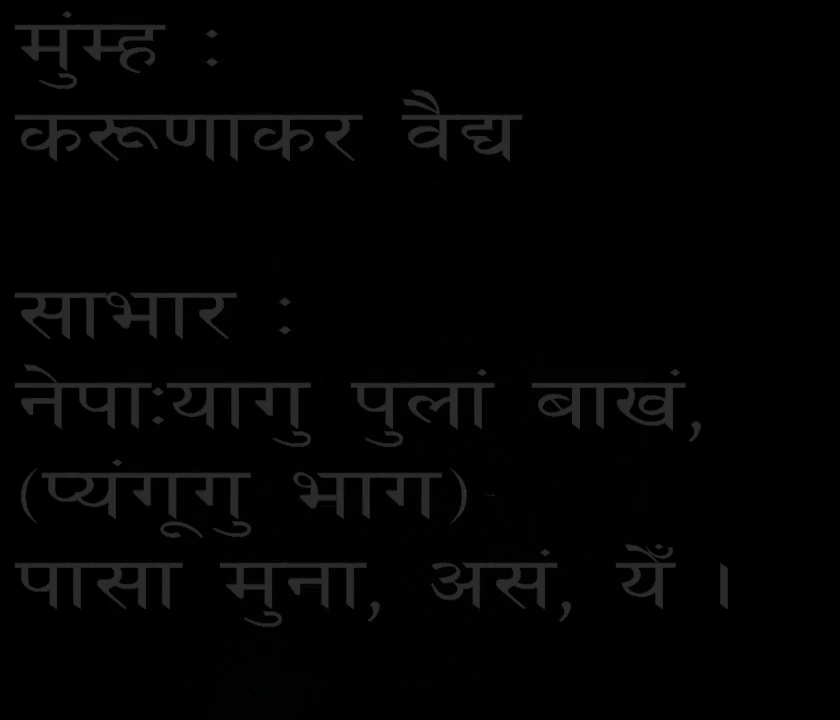 मुंम्ह :
करूणाकर वैद्य
साभार :
नेपाःयागु पुलां बाखं,
(प्यंगूगु भाग)
पासा मुना, असं, येँ ।